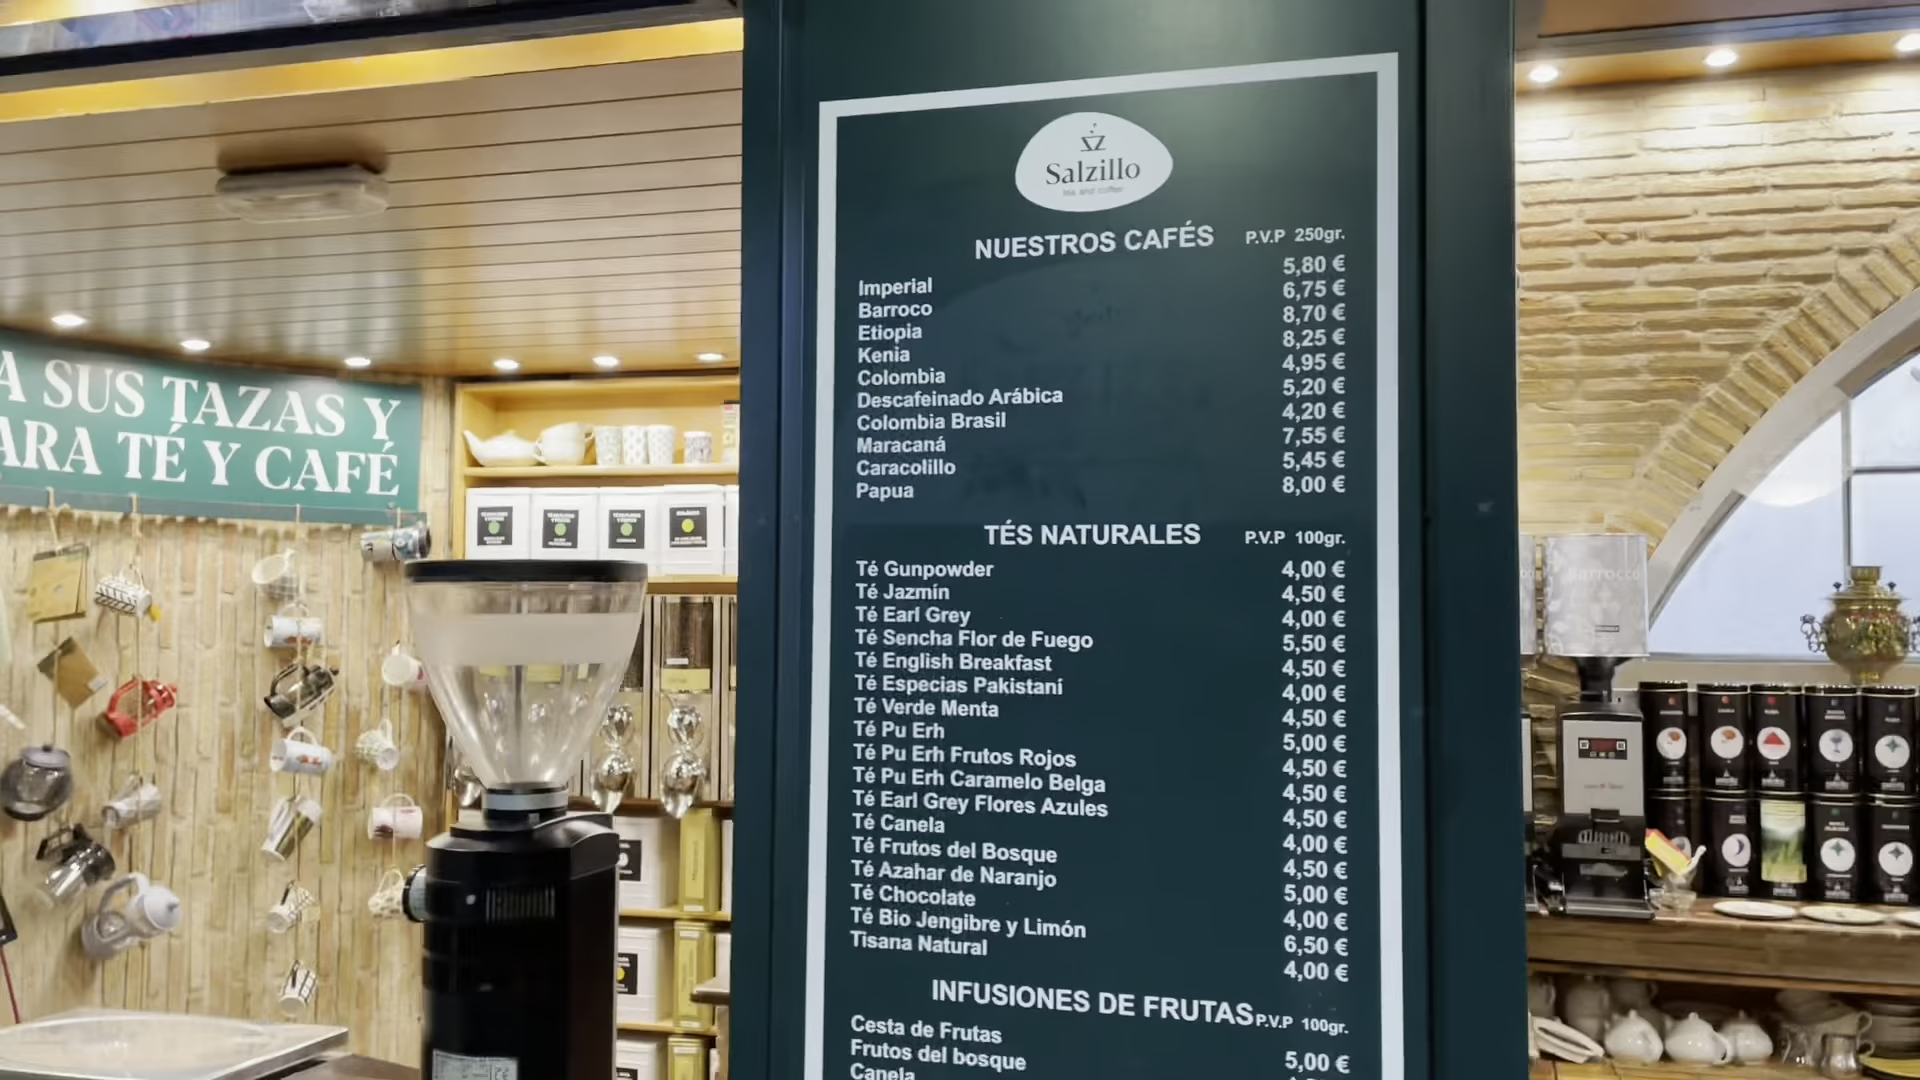 A SUS TAZAS Y
ARA TÉ Y CAFÉ
Salzillo
tea and coffee
NUESTROS CAFÉS P.V.P 250gr.
Imperial 5,80 €
Barroco 6,75 €
Etiopia 8,70 €
Kenia 8,25 €
Colombia 4,95 €
Descafeinado Arábica 5,20 €
Colombia Brasil 4,20 €
Maracaná 7,55 €
Caracolillo 5,45 €
Papua 8,00 €
TÉS NATURALES P.V.P 100gr.
Té Gunpowder 4,00 €
Té Jazmín 4,50 €
Té Earl Grey 4,00 €
Té Sencha Flor de Fuego 5,50 €
Té English Breakfast 4,50 €
Té Especias Pakistaní 4,00 €
Té Verde Menta 4,50 €
Té Pu Erh 5,00 €
Té Pu Erh Frutos Rojos 4,50 €
Té Pu Erh Caramelo Belga 4,50 €
Té Earl Grey Flores Azules 4,50 €
Té Canela 4,00 €
Té Frutos del Bosque 4,50 €
Té Azahar de Naranjo 5,00 €
Té Chocolate 4,00 €
Té Bio Jengibre y Limón 6,50 €
Tisana Natural 4,00 €
INFUSIONES DE FRUTAS P.V.P 100gr.
Cesta de Frutas 5,00 €
Frutos del bosque
Canela
Barrocco